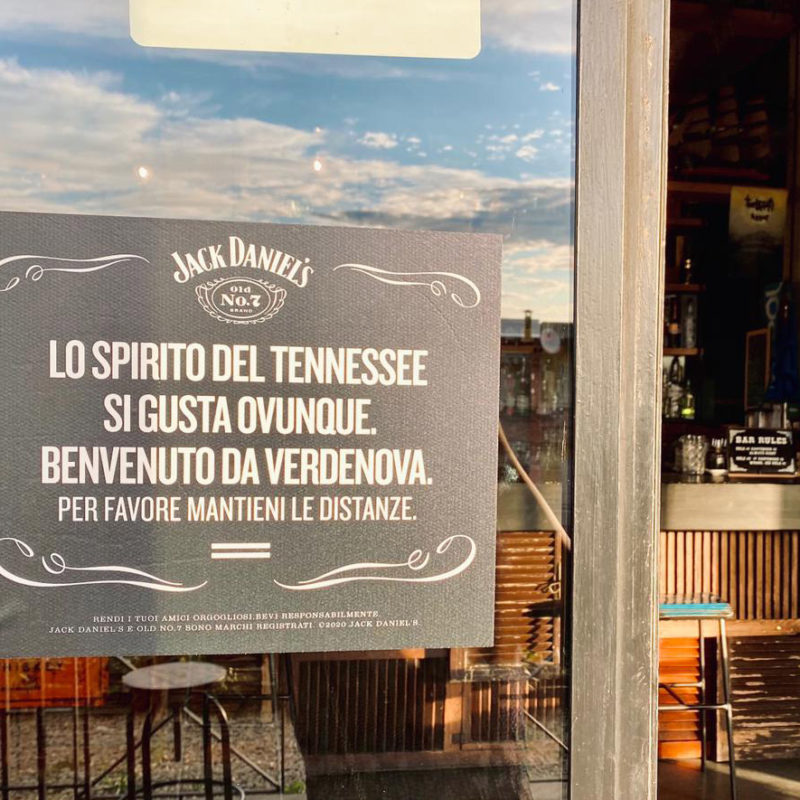 JACK DANIEL'S
Old
No.7
BRAND
LO SPIRITO DEL TENNESSEE
SI GUSTA OVUNQUE.
BENVENUTO DA VERDENOVA.
PER FAVORE MANTIENI LE DISTANZE.
RENDI I TUOI AMICI ORGOGLIOSI.BEVI RESPONSABILMENTE.
JACK DANIEL'S E OLD NO.7 SONO MARCHI REGISTRATI. ©2020 JACK DANIEL'S.
BAR RULES